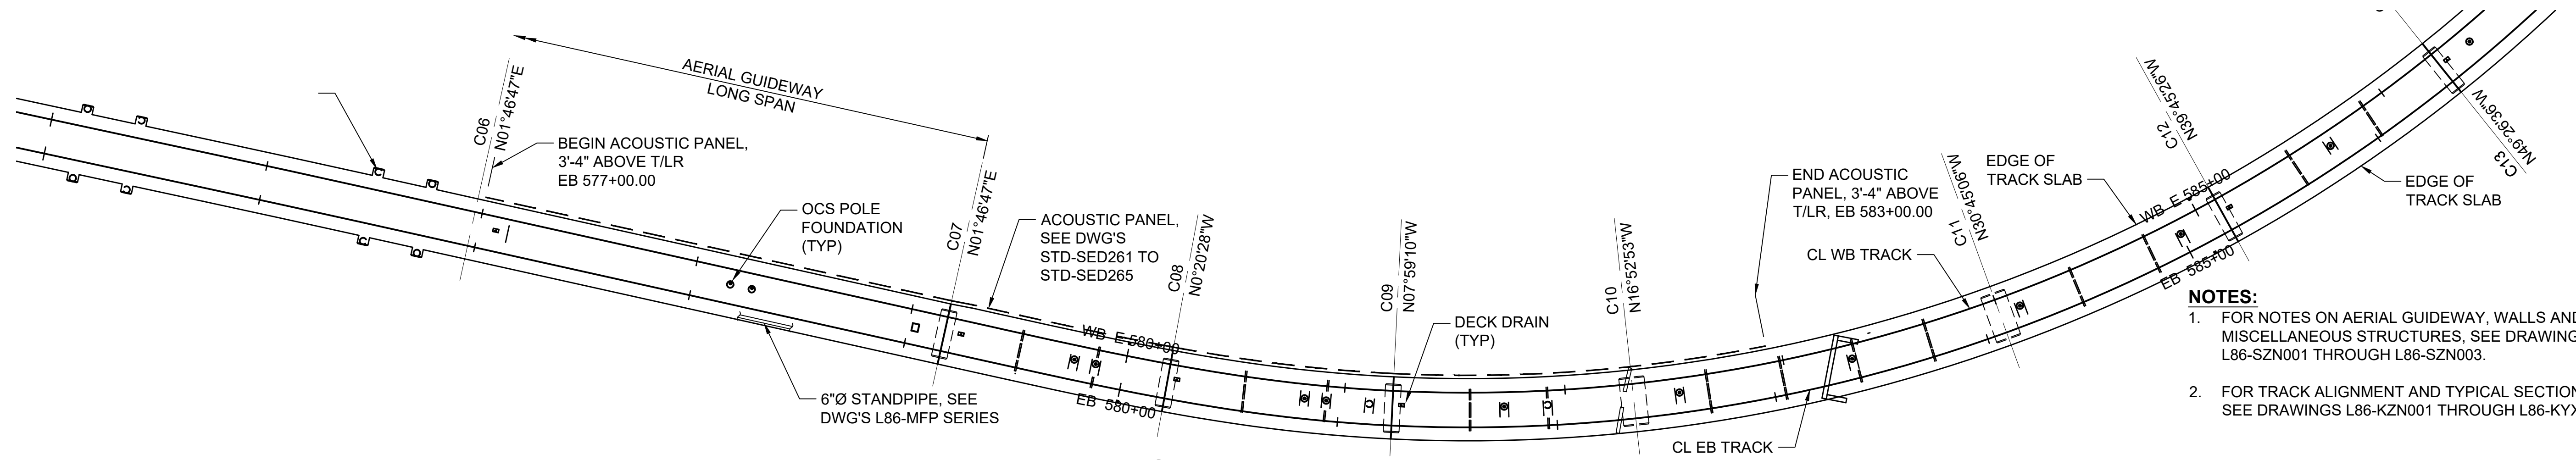 AERIAL GUIDEWAY
LONG SPAN
C06
N01°46'47"E
BEGIN ACOUSTIC PANEL,
3'-4" ABOVE T/LR
EB 577+00.00
OCS POLE
FOUNDATION
(TYP)
6"Ø STANDPIPE, SEE
DWG'S L86-MFP SERIES
C07
N01°46'47"E
ACOUSTIC PANEL,
SEE DWG'S
STD-SED261 TO
STD-SED265
WB E 580+00
EB 580+00
C08
N0°20'28"W
C09
N07°59'10"W
DECK DRAIN
(TYP)
C10
N16°52'53"W
END ACOUSTIC
PANEL, 3'-4" ABOVE
T/LR, EB 583+00.00
CL WB TRACK
CL EB TRACK
C11
N30°45'06"W
EDGE OF
TRACK SLAB
WB E 585+00
EB 585+00
C12
N39°45'26"W
EDGE OF
TRACK SLAB
C13
N49°26'36"W
NOTES:
1. FOR NOTES ON AERIAL GUIDEWAY, WALLS AND
MISCELLANEOUS STRUCTURES, SEE DRAWING
L86-SZN001 THROUGH L86-SZN003.
2. FOR TRACK ALIGNMENT AND TYPICAL SECTION
SEE DRAWINGS L86-KZN001 THROUGH L86-KYX